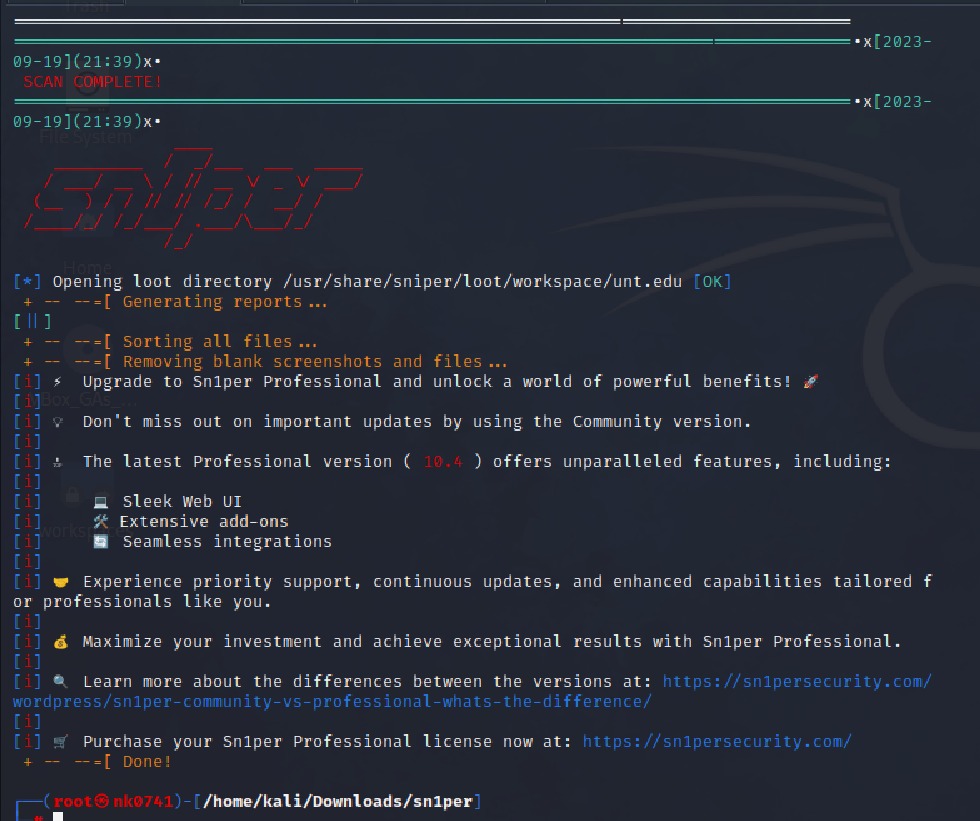 •x[2023-
09-19](21:39)x•
SCAN COMPLETE!
•x[2023-
09-19](21:39)x•
File System
sniper
Home
[*] Opening loot directory /usr/share/sniper/loot/workspace/unt.edu [OK]
+ -- --=[ Generating reports...
[||]
+ -- --=[ Sorting all files...
+ -- --=[ Removing blank screenshots and files...
[i] ⚡ Upgrade to Sn1per Professional and unlock a world of powerful benefits! 🚀
[i]
[i] 💡 Don't miss out on important updates by using the Community version.
[i]
[i] The latest Professional version ( 10.4 ) offers unparalleled features, including:
[i]
[i] 💻 Sleek Web UI
[i] 🛠 Extensive add-ons
[i] 🔄 Seamless integrations
[i]
[i] 🤝 Experience priority support, continuous updates, and enhanced capabilities tailored f
or professionals like you.
[i]
[i] 💰 Maximize your investment and achieve exceptional results with Sn1per Professional.
[i]
[i] 🔍 Learn more about the differences between the versions at: https://sn1persecurity.com/
wordpress/sn1per-community-vs-professional-whats-the-difference/
[i]
[i] 🛒 Purchase your Sn1per Professional license now at: https://sn1persecurity.com/
+ -- --=[ Done!
┌──(root㉿nk0741)-[/home/kali/Downloads/sn1per]
└─#